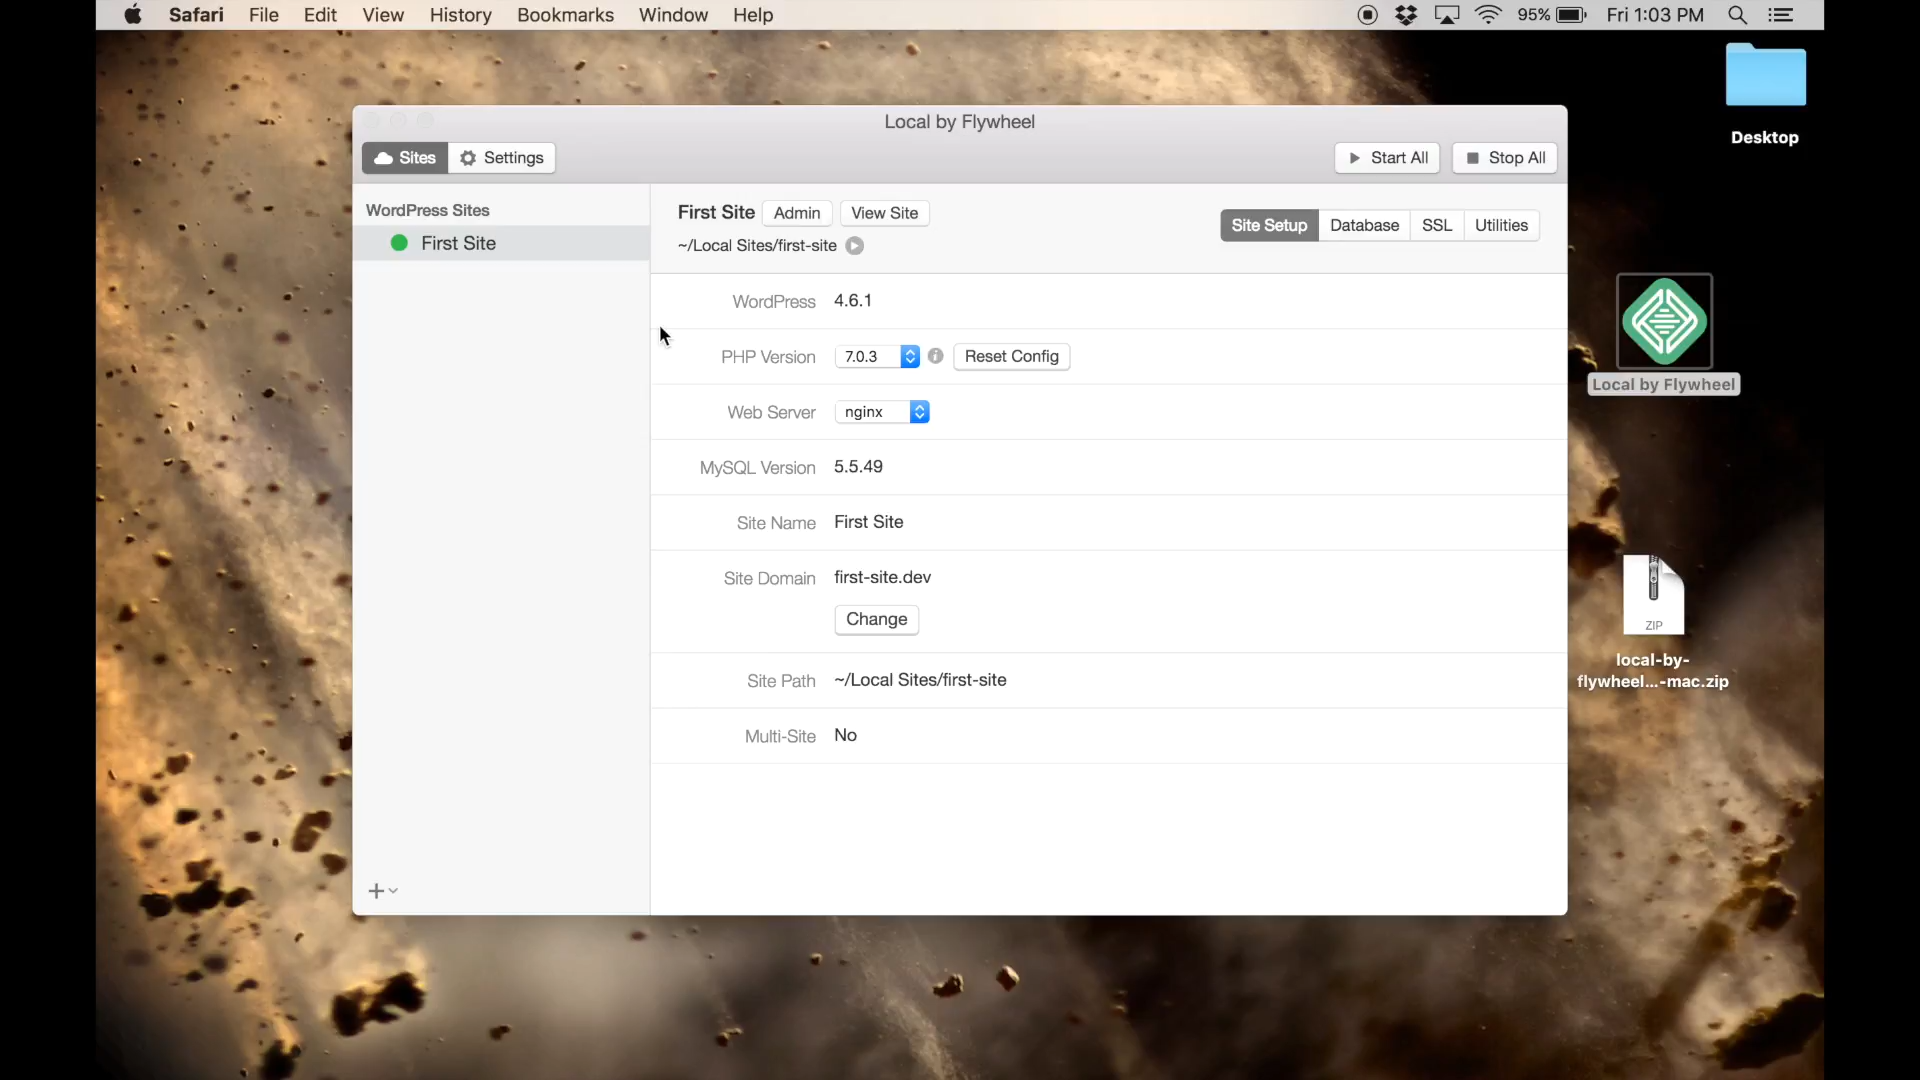 Safari File Edit View History Bookmarks Window Help
95% Fri 1:03 PM
Desktop
Local by Flywheel
Sites Settings
Start All Stop All
WordPress Sites
First Site
First Site Admin View Site
~/Local Sites/first-site
Site Setup Database SSL Utilities
WordPress 4.6.1
PHP Version 7.0.3 i Reset Config
Web Server nginx
MySQL Version 5.5.49
Site Name First Site
Site Domain first-site.dev
Change
Site Path ~/Local Sites/first-site
Multi-Site No
Local by Flywheel
ZIP
local-by-
flywheel...-mac.zip